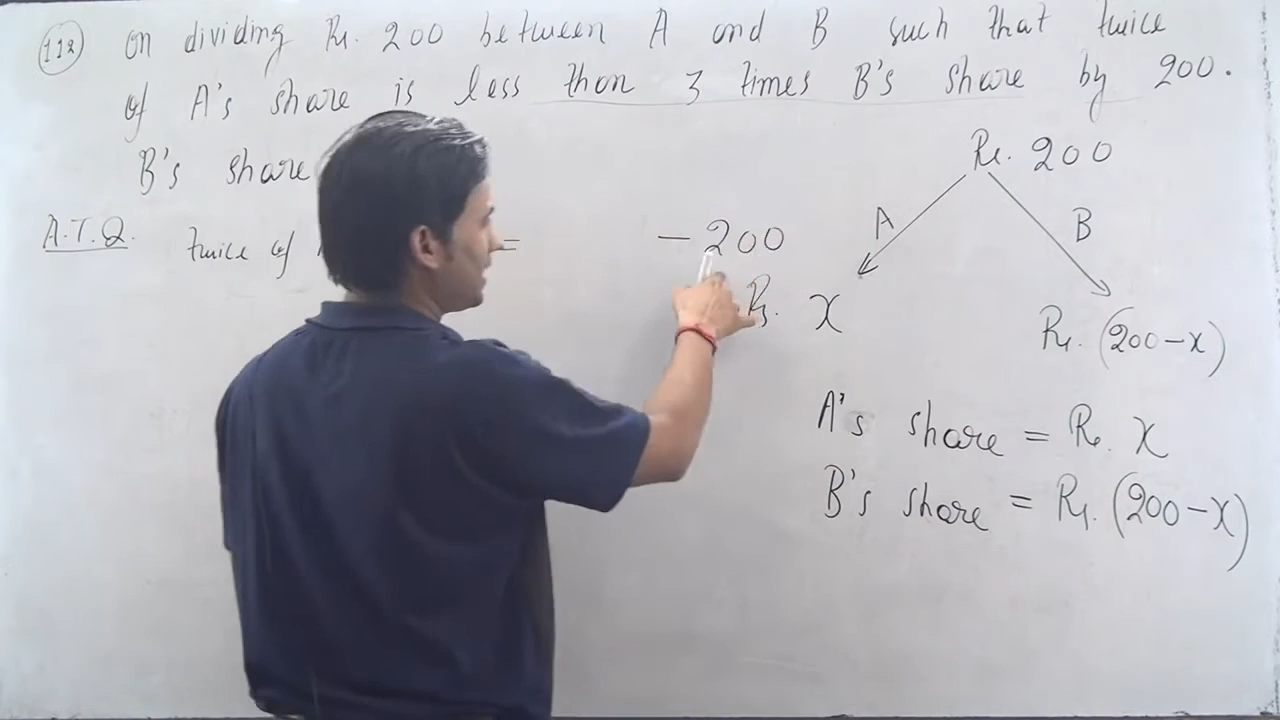 (112) On dividing Rs. 200 between A and B such that twice
of A's share is less than 3 times B's share by 200.
B's share
Rs. 200
A.T.Q. twice of = - 200
A B
Rs. x
Rs. (200-x)
A's share = Rs. x
B's share = Rs. (200-x)